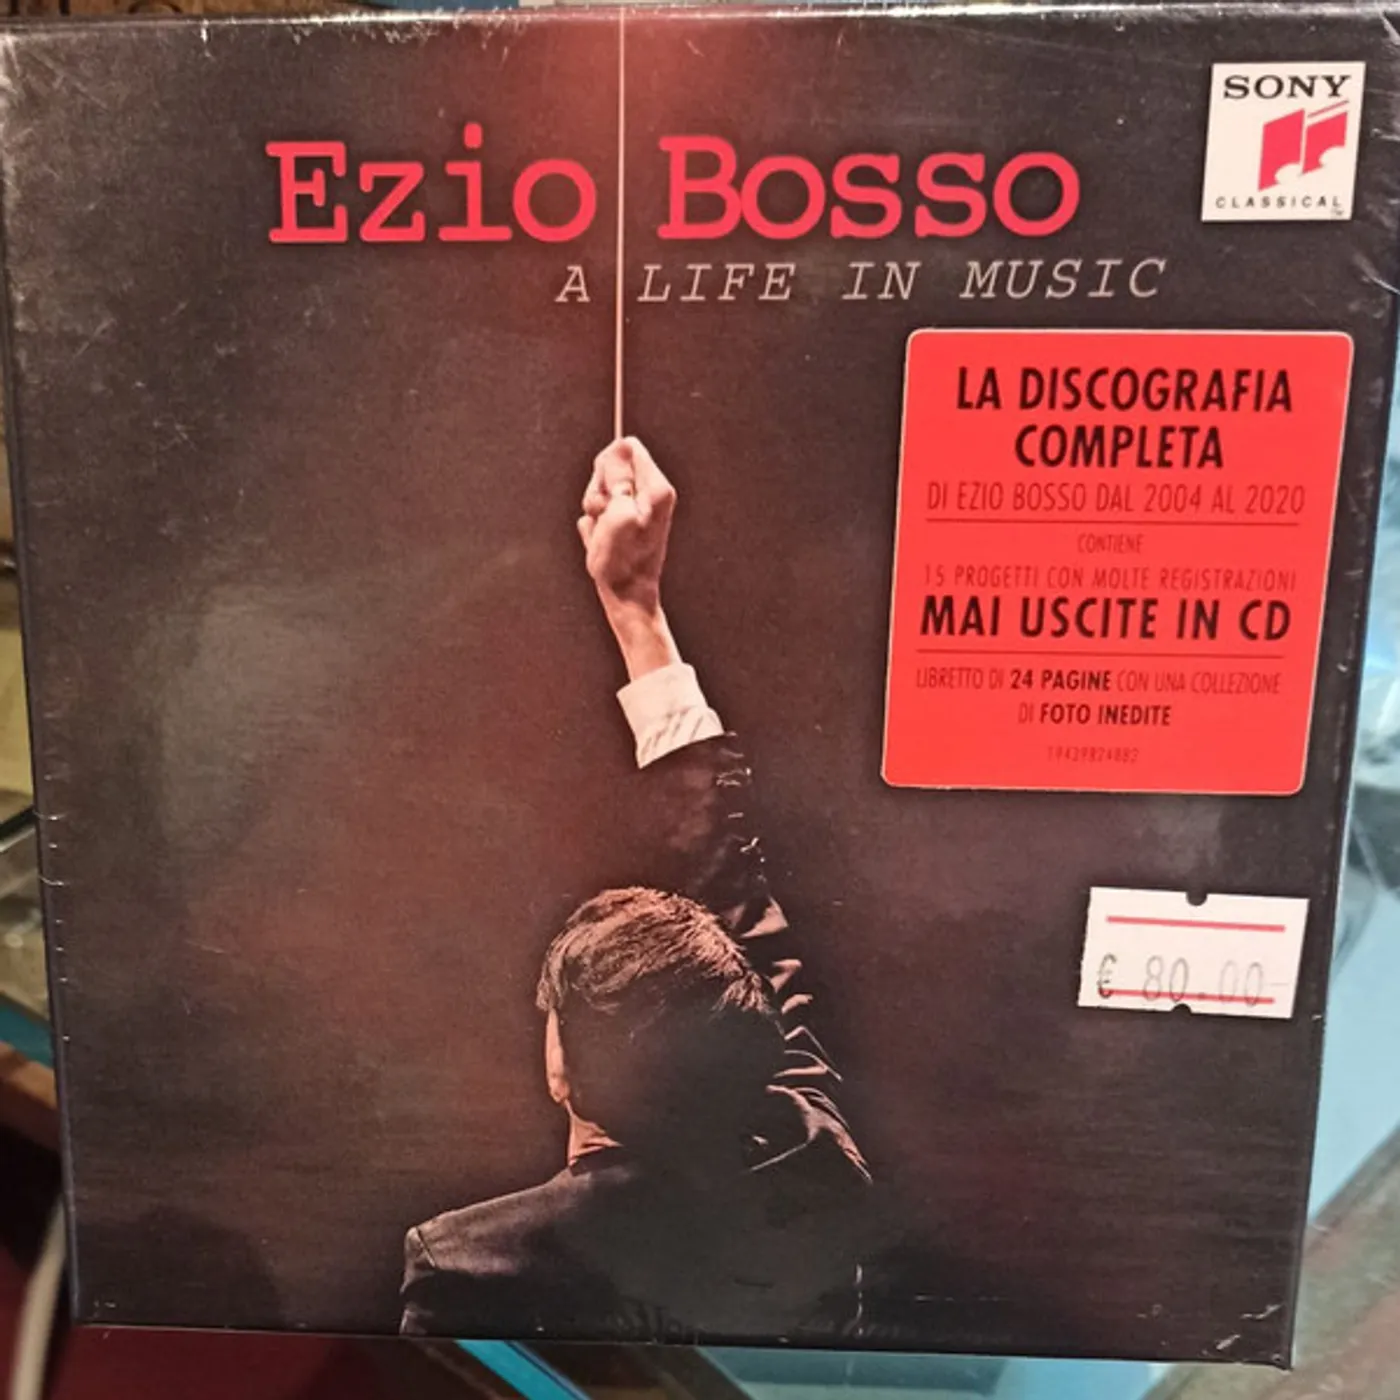 SONY
CLASSICAL
Ezio Bosso
A LIFE IN MUSIC
LA DISCOGRAFIA
COMPLETA
DI EZIO BOSSO DAL 2004 AL 2020
CONTIENE
15 PROGETTI CON MOLTE REGISTRAZIONI
MAI USCITE IN CD
LIBRETTO DI 24 PAGINE CON UNA COLLEZIONE
DI FOTO INEDITE
19439824882
€ 80.00